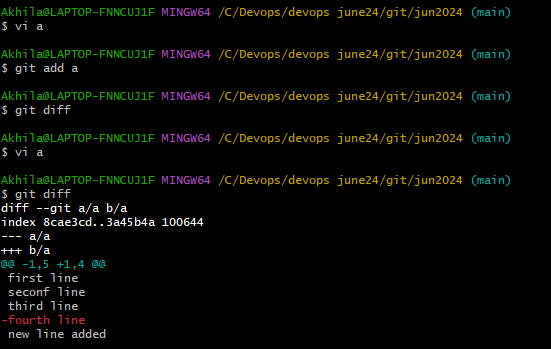 Akhila@LAPTOP-FNNCUJ1F MINGW64 /C/Devops/devops june24/git/jun2024 (main)
$ vi a
Akhila@LAPTOP-FNNCUJ1F MINGW64 /C/Devops/devops june24/git/jun2024 (main)
$ git add a
Akhila@LAPTOP-FNNCUJ1F MINGW64 /C/Devops/devops june24/git/jun2024 (main)
$ git diff
Akhila@LAPTOP-FNNCUJ1F MINGW64 /C/Devops/devops june24/git/jun2024 (main)
$ vi a
Akhila@LAPTOP-FNNCUJ1F MINGW64 /C/Devops/devops june24/git/jun2024 (main)
$ git diff
diff --git a/a b/a
index 8cae3cd..3a45b4a 100644
--- a/a
+++ b/a
@@ -1,5 +1,4 @@
 first line
 seconf line
 third line
-fourth line
 new line added